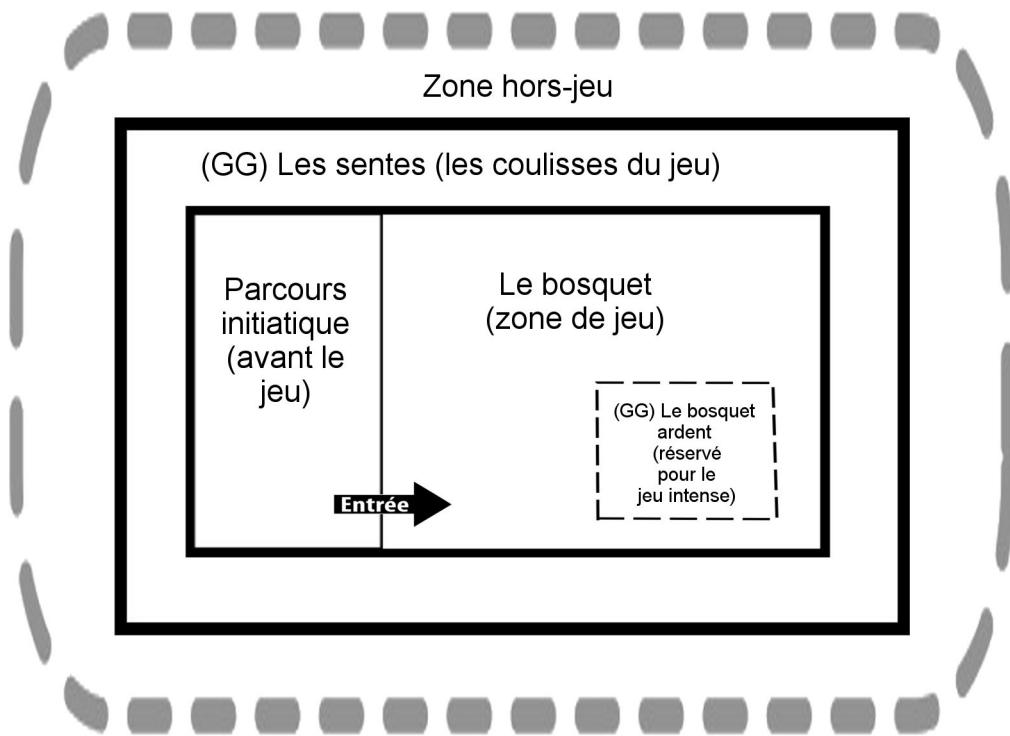 Zone hors-jeu
(GG) Les sentes (les coulisses du jeu)
Parcours
initiatique
(avant le
jeu)
Le bosquet
(zone de jeu)
(GG) Le bosquet
ardent
(réservé
pour le
jeu intense)
Entrée